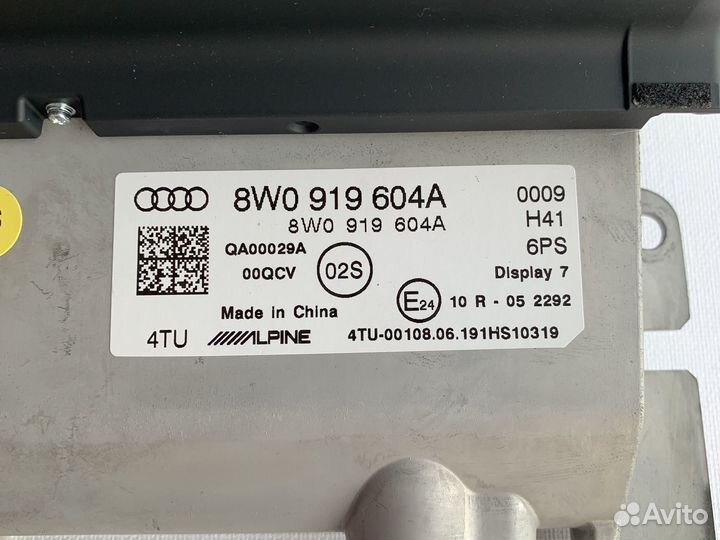 8W0 919 604A
8W0 919 604A
0009
H41
6PS
QA00029A
00QCV
02S
Display 7
Made in China
E24
10 R - 05 2292
4TU
ALPINE
4TU-00108.06.191HS10319
Avito